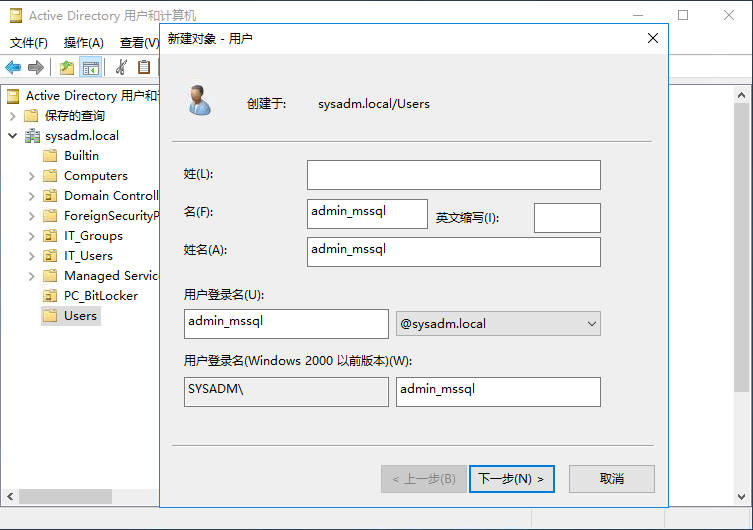 Active Directory 用户和计算机
文件(F) 操作(A) 查看(V)
Active Directory 用户和计
保存的查询
sysadm.local
Builtin
Computers
Domain Controll
ForeignSecurityP
IT_Groups
IT_Users
Managed Servic
PC_BitLocker
Users
新建对象 - 用户
创建于: sysadm.local/Users
姓(L):
名(F): admin_mssql 英文缩写(I):
姓名(A): admin_mssql
用户登录名(U):
admin_mssql @sysadm.local
用户登录名(Windows 2000 以前版本)(W):
SYSADM\ admin_mssql
< 上一步(B) 下一步(N) > 取消